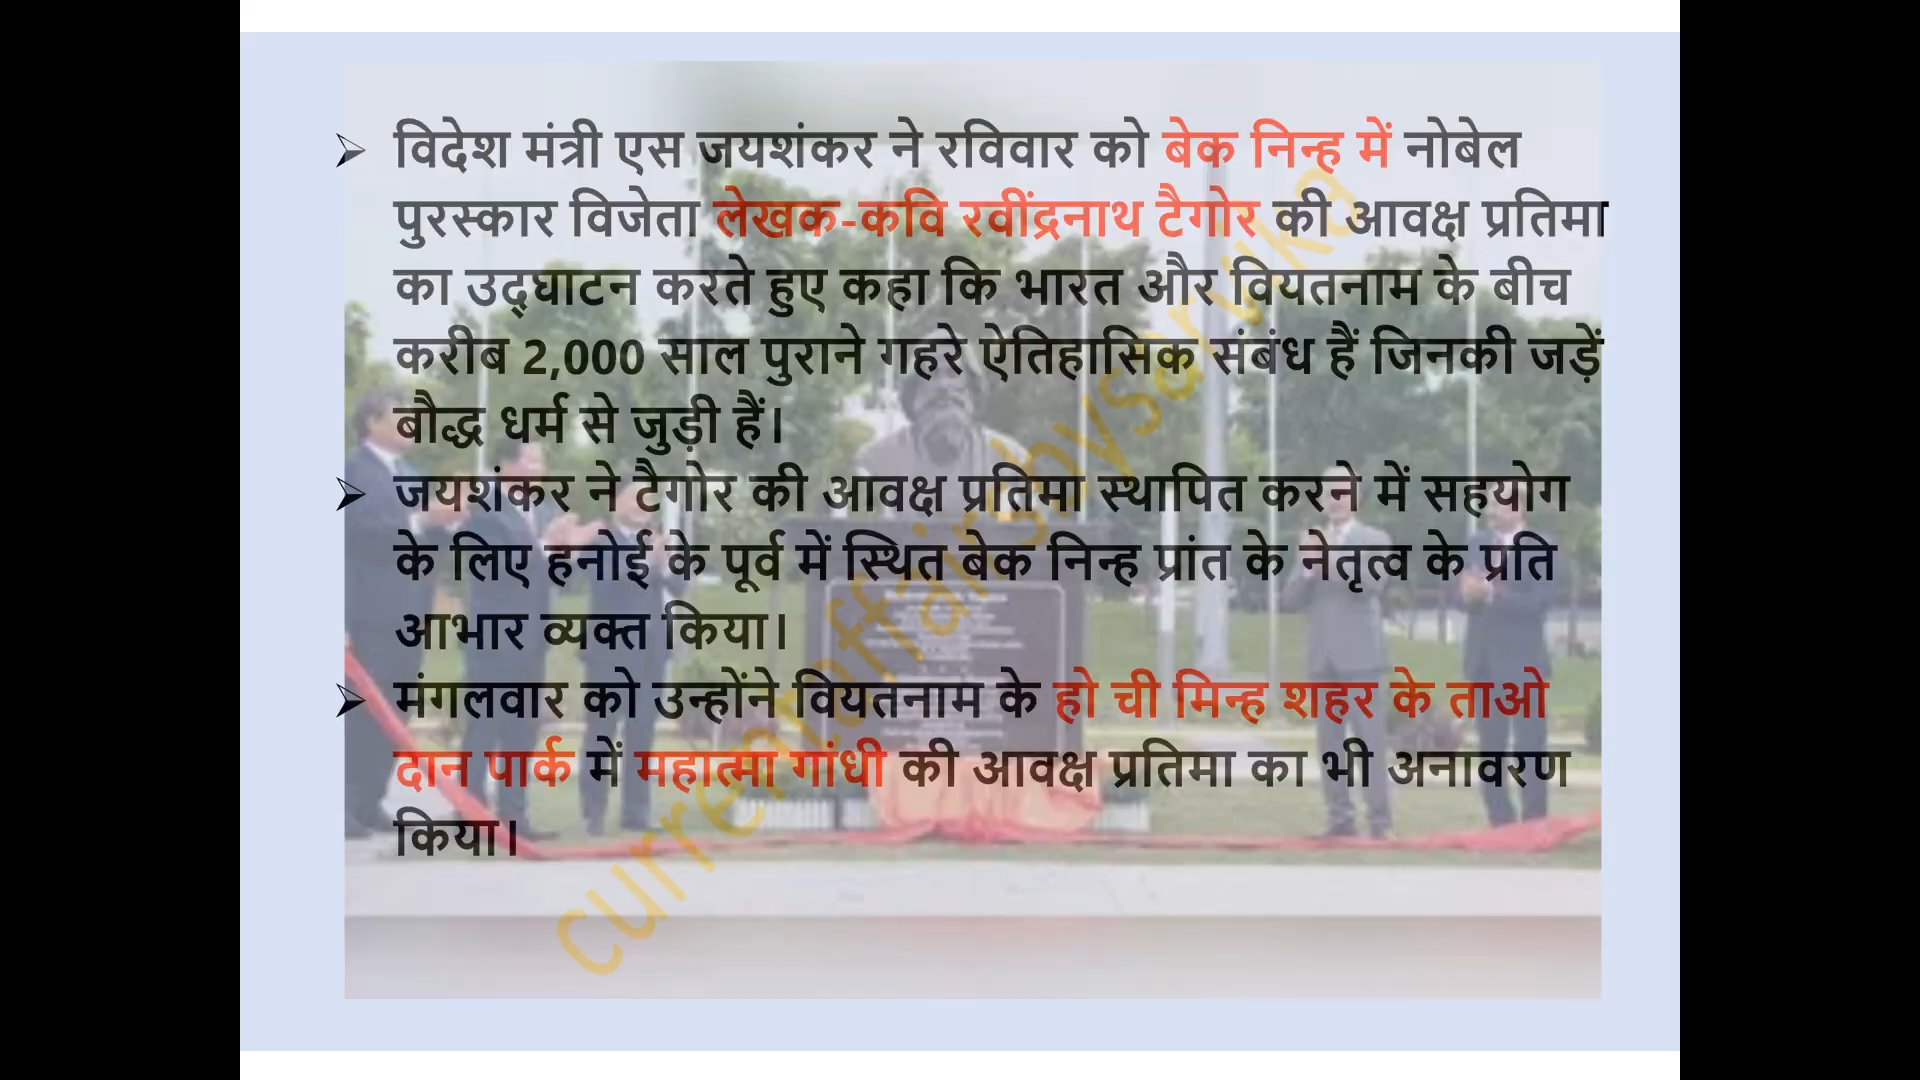 ➢ विदेश मंत्री एस जयशंकर ने रविवार को बेक निन्ह में नोबेल
पुरस्कार विजेता लेखक-कवि रवींद्रनाथ टैगोर की आवक्ष प्रतिमा
का उद्घाटन करते हुए कहा कि भारत और वियतनाम के बीच
करीब 2,000 साल पुराने गहरे ऐतिहासिक संबंध हैं जिनकी जड़ें
बौद्ध धर्म से जुड़ी हैं।
➢ जयशंकर ने टैगोर की आवक्ष प्रतिमा स्थापित करने में सहयोग
के लिए हनोई के पूर्व में स्थित बेक निन्ह प्रांत के नेतृत्व के प्रति
आभार व्यक्त किया।
➢ मंगलवार को उन्होंने वियतनाम के हो ची मिन्ह शहर के ताओ
दान पार्क में महात्मा गांधी की आवक्ष प्रतिमा का भी अनावरण
किया।
currentaffairsbysarvika